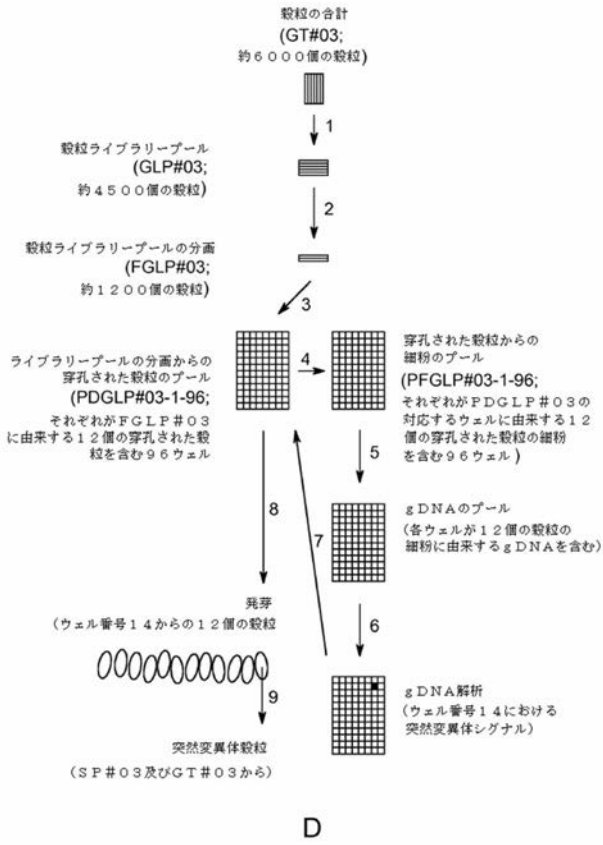 穀粒の合計
(GT#03;
約6000個の穀粒)
1
穀粒ライブラリープール
(GLP#03;
約4500個の穀粒)
2
穀粒ライブラリープールの分画
(FGLP#03;
約1200個の穀粒)
3
ライブラリープールの分画からの
穿孔された穀粒のプール
(PDGLP#03-1-96;
それぞれがFGLP#03
に由来する12個の穿孔された穀
粒を含む96ウェル
4
穿孔された穀粒からの
細粉のプール
(PFGLP#03-1-96;
それぞれがPDGLP#03の
対応するウェルに由来する12
個の穿孔された穀粒の細粉
を含む96ウェル)
5
gDNAのプール
(各ウェルが12個の穀粒の
細粉に由来するgDNAを含む)
6
gDNA解析
(ウェル番号14における
突然変異体シグナル)
7
8
発芽
(ウェル番号14からの12個の穀粒
9
突然変異体穀粒
(SP#03及びGT#03から)
D